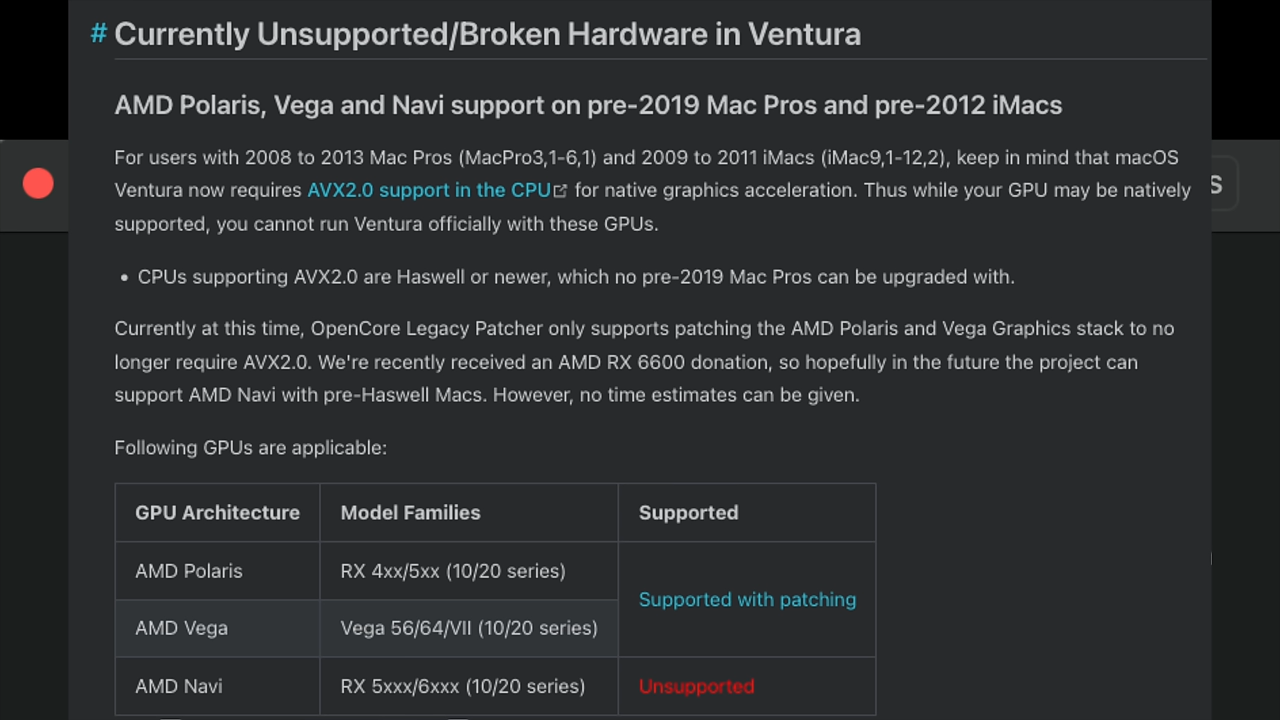 # Currently Unsupported/Broken Hardware in Ventura
AMD Polaris, Vega and Navi support on pre-2019 Mac Pros and pre-2012 iMacs
For users with 2008 to 2013 Mac Pros (MacPro3,1-6,1) and 2009 to 2011 iMacs (iMac9,1-12,2), keep in mind that macOS
Ventura now requires AVX2.0 support in the CPU for native graphics acceleration. Thus while your GPU may be natively
supported, you cannot run Ventura officially with these GPUs.
• CPUs supporting AVX2.0 are Haswell or newer, which no pre-2019 Mac Pros can be upgraded with.
Currently at this time, OpenCore Legacy Patcher only supports patching the AMD Polaris and Vega Graphics stack to no
longer require AVX2.0. We're recently received an AMD RX 6600 donation, so hopefully in the future the project can
support AMD Navi with pre-Haswell Macs. However, no time estimates can be given.
Following GPUs are applicable:
GPU Architecture Model Families Supported
AMD Polaris RX 4xx/5xx (10/20 series)
Supported with patching
AMD Vega Vega 56/64/VII (10/20 series)
AMD Navi RX 5xxx/6xxx (10/20 series) Unsupported